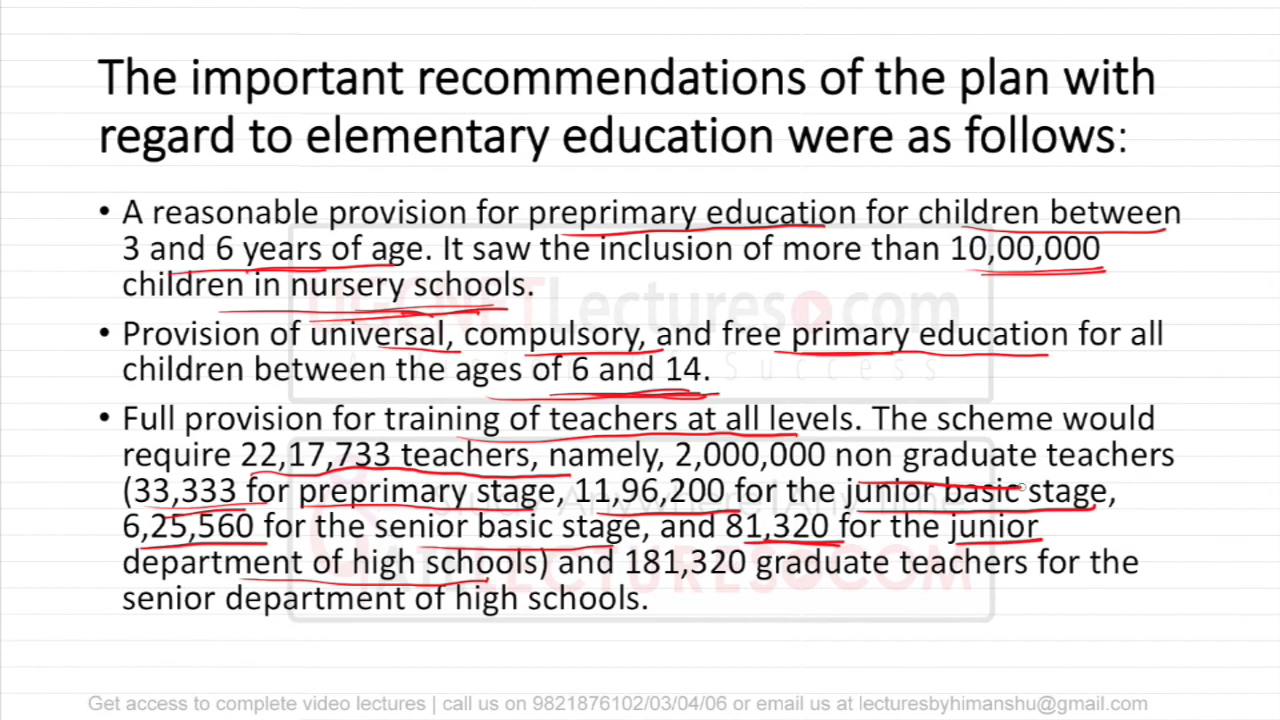 The important recommendations of the plan with
regard to elementary education were as follows:
• A reasonable provision for preprimary education for children between
3 and 6 years of age. It saw the inclusion of more than 10,00,000
children in nursery schools.
• Provision of universal, compulsory, and free primary education for all
children between the ages of 6 and 14.
• Full provision for training of teachers at all levels. The scheme would
require 22,17,733 teachers, namely, 2,000,000 non graduate teachers
(33,333 for preprimary stage, 11,96,200 for the junior basic stage,
6,25,560 for the senior basic stage, and 81,320 for the junior
department of high schools) and 181,320 graduate teachers for the
senior department of high schools.
Get access to complete video lectures | call us on 9821876102/03/04/06 or email us at lecturesbyhimanshu@gmail.com